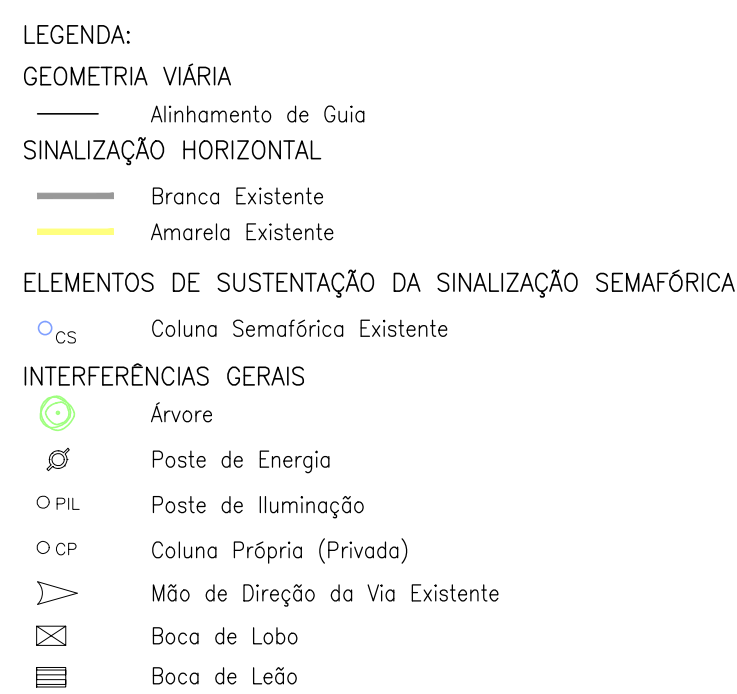 LEGENDA:
GEOMETRIA VIÁRIA
Alinhamento de Guia
SINALIZAÇÃO HORIZONTAL
Branca Existente
Amarela Existente
ELEMENTOS DE SUSTENTAÇÃO DA SINALIZAÇÃO SEMAFÓRICA
CS Coluna Semafórica Existente
INTERFERÊNCIAS GERAIS
Árvore
Poste de Energia
PIL Poste de Iluminação
CP Coluna Própria (Privada)
Mão de Direção da Via Existente
Boca de Lobo
Boca de Leão